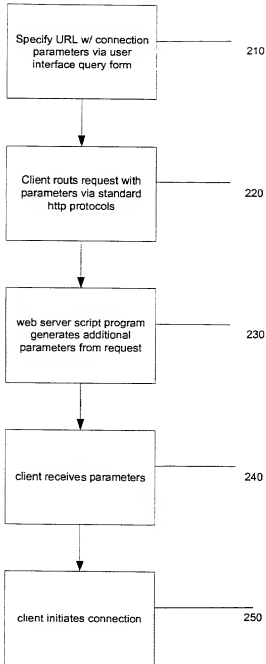 Specify URL w/ connection
parameters via user
interface query form
210
Client routs request with
parameters via standard
http protocols
220
web server script program
generates additional
parameters from request
230
client receives parameters
240
client initiates connection
250